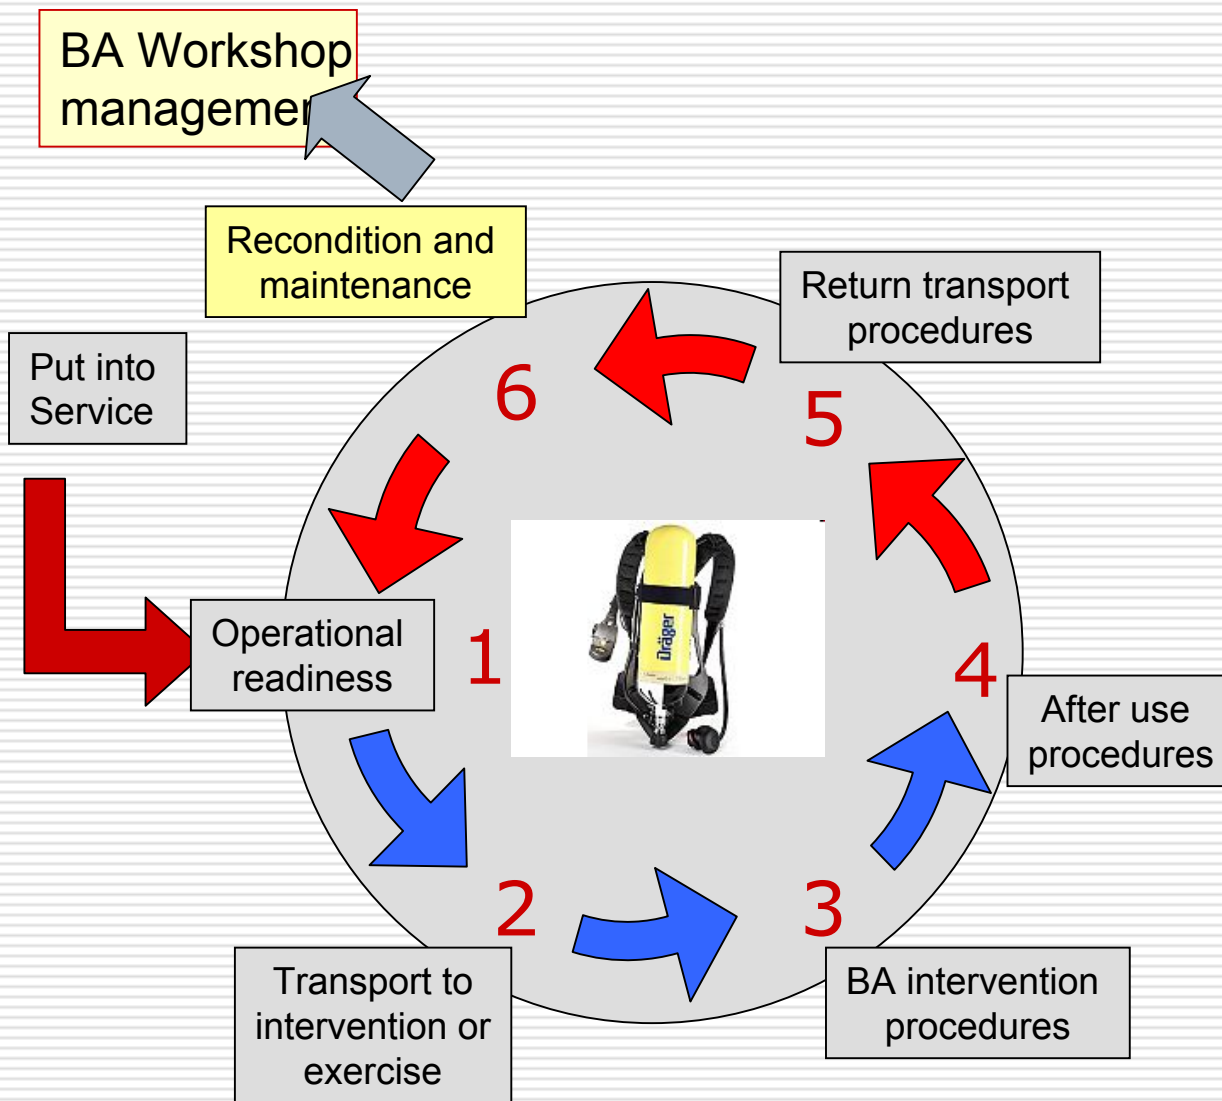 BA Workshop
management
Recondition and
maintenance
Return transport
procedures
Put into
Service
6
5
Dräger
Operational
readiness
1
4
After use
procedures
2
3
Transport to
intervention or
exercise
BA intervention
procedures